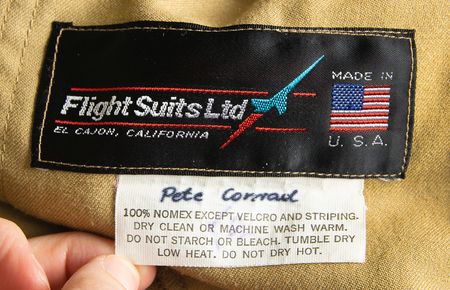 Flight Suits Ltd
EL CAJON, CALIFORNIA
MADE IN
U.S.A.
Pete Conrad
100% NOMEX EXCEPT VELCRO AND STRIPING.
DRY CLEAN OR MACHINE WASH WARM.
DO NOT STARCH OR BLEACH. TUMBLE DRY
LOW HEAT. DO NOT DRY HOT.